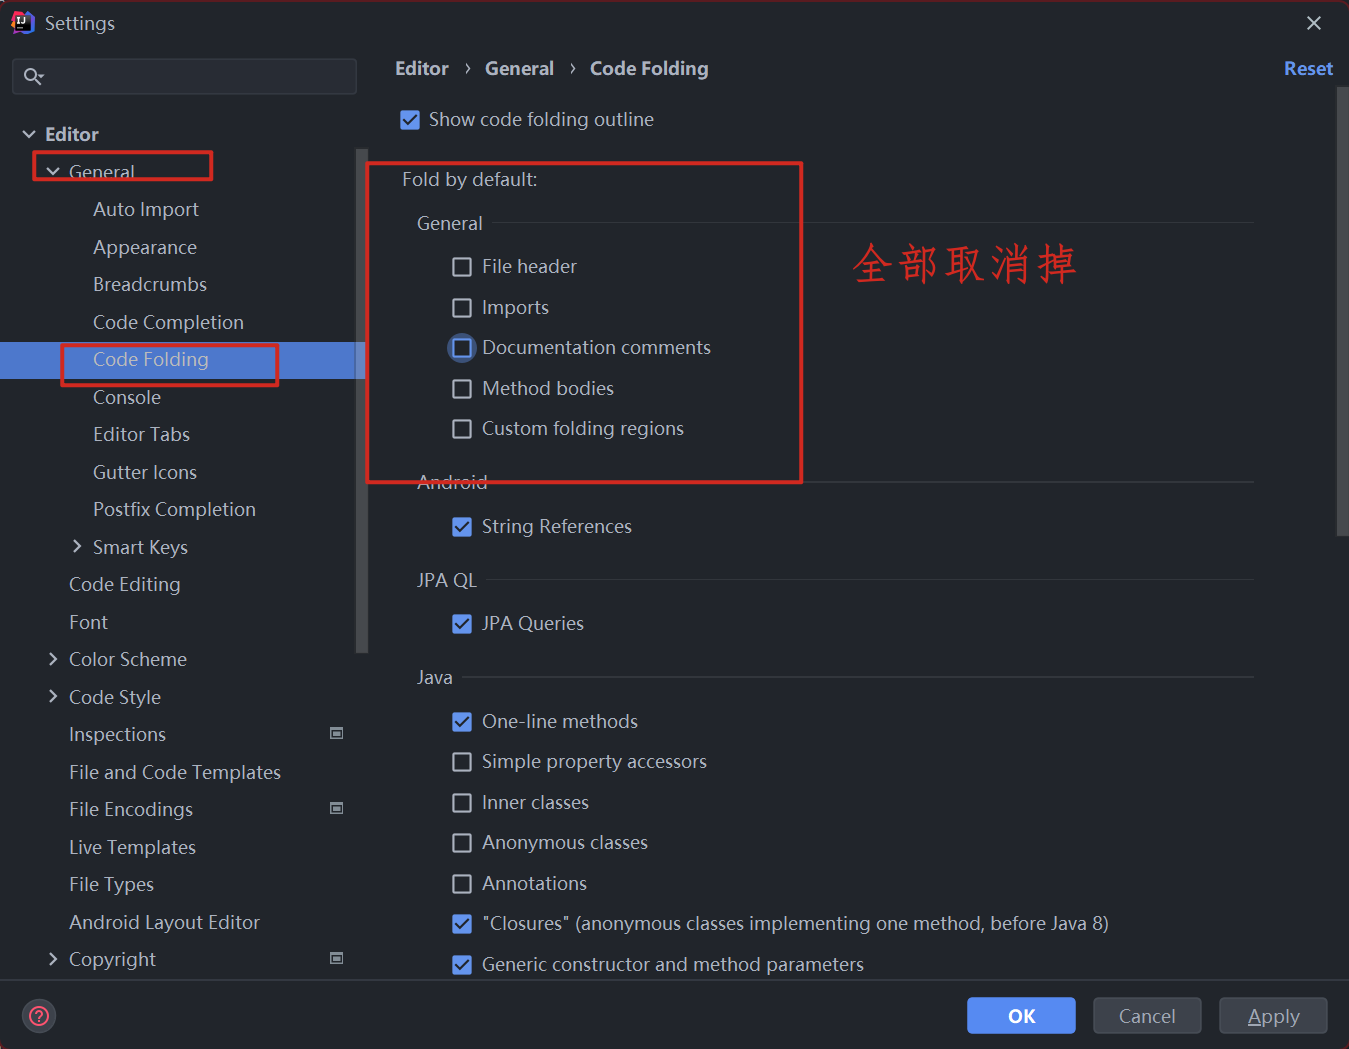 Settings
Editor › General › Code Folding
Reset
Show code folding outline
Editor
General
Auto Import
Appearance
Breadcrumbs
Code Completion
Code Folding
Console
Editor Tabs
Gutter Icons
Postfix Completion
Smart Keys
Code Editing
Font
Color Scheme
Code Style
Inspections
File and Code Templates
File Encodings
Live Templates
File Types
Android Layout Editor
Copyright
Fold by default:
General
File header
Imports
Documentation comments
Method bodies
Custom folding regions
全部取消掉
Android
String References
JPA QL
JPA Queries
Java
One-line methods
Simple property accessors
Inner classes
Anonymous classes
Annotations
"Closures" (anonymous classes implementing one method, before Java 8)
Generic constructor and method parameters
OK
Cancel
Apply